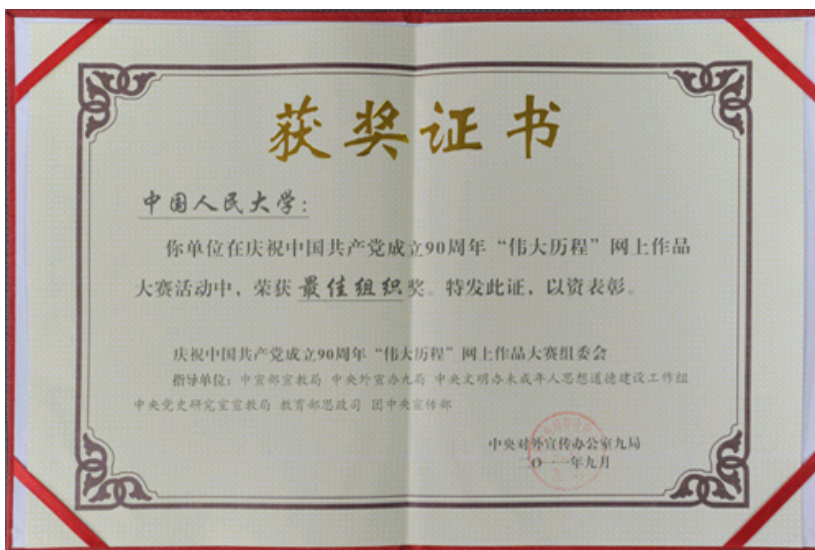 获奖证书
中国人民大学：
你单位在庆祝中国共产党成立90周年“伟大历程”网上作品
大赛活动中，荣获 最佳组织奖。特发此证，以资表彰。
庆祝中国共产党成立90周年“伟大历程”网上作品大赛组委会
指导单位：中宣部宣教局 中央外宣办九局 中央文明办未成年人思想道德建设工作组
中央党史研究室宣教局 教育部思政司 团中央宣传部
中央对外宣传办公室九局
二〇一一年九月